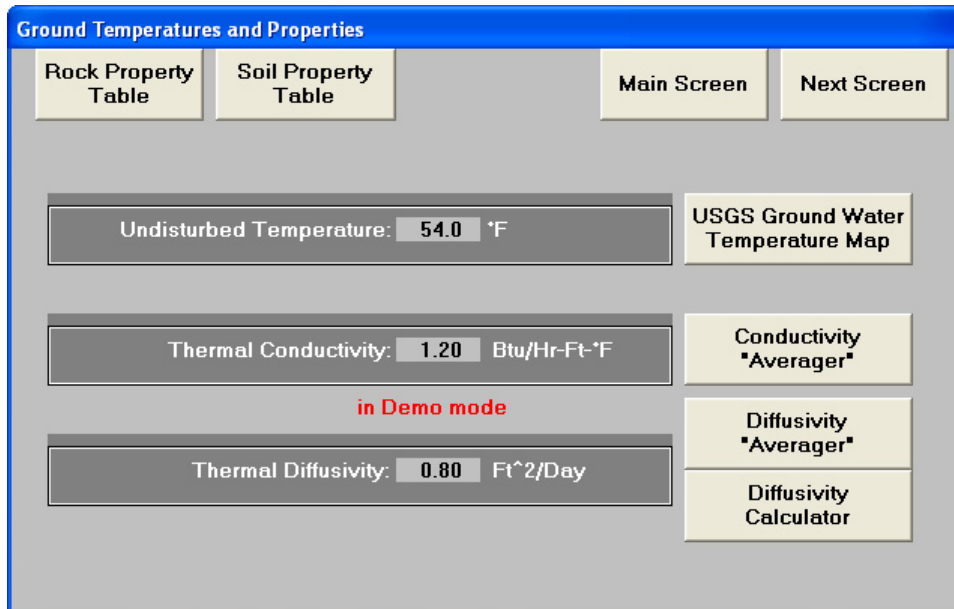 Ground Temperatures and Properties
Rock Property
Table
Soil Property
Table
Main Screen
Next Screen
Undisturbed Temperature: 54.0 °F
USGS Ground Water
Temperature Map
Thermal Conductivity: 1.20 Btu/Hr-Ft-°F
Conductivity
"Averager"
in Demo mode
Diffusivity
"Averager"
Thermal Diffusivity: 0.80 Ft^2/Day
Diffusivity
Calculator